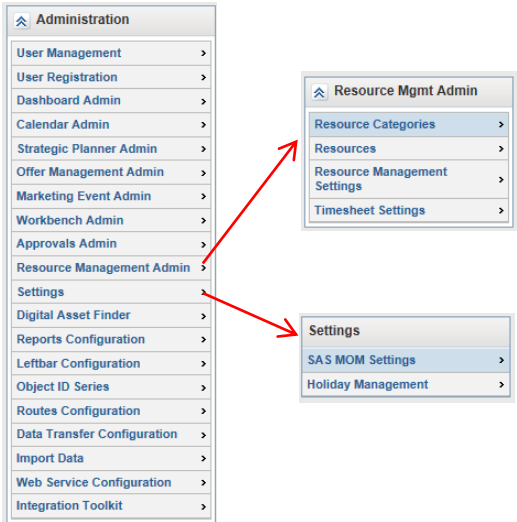 Administration
User Management
User Registration
Dashboard Admin
Calendar Admin
Strategic Planner Admin
Offer Management Admin
Marketing Event Admin
Workbench Admin
Approvals Admin
Resource Management Admin
Settings
Digital Asset Finder
Reports Configuration
Leftbar Configuration
Object ID Series
Routes Configuration
Data Transfer Configuration
Import Data
Web Service Configuration
Integration Toolkit
Resource Mgmt Admin
Resource Categories
Resources
Resource Management
Settings
Timesheet Settings
Settings
SAS MOM Settings
Holiday Management